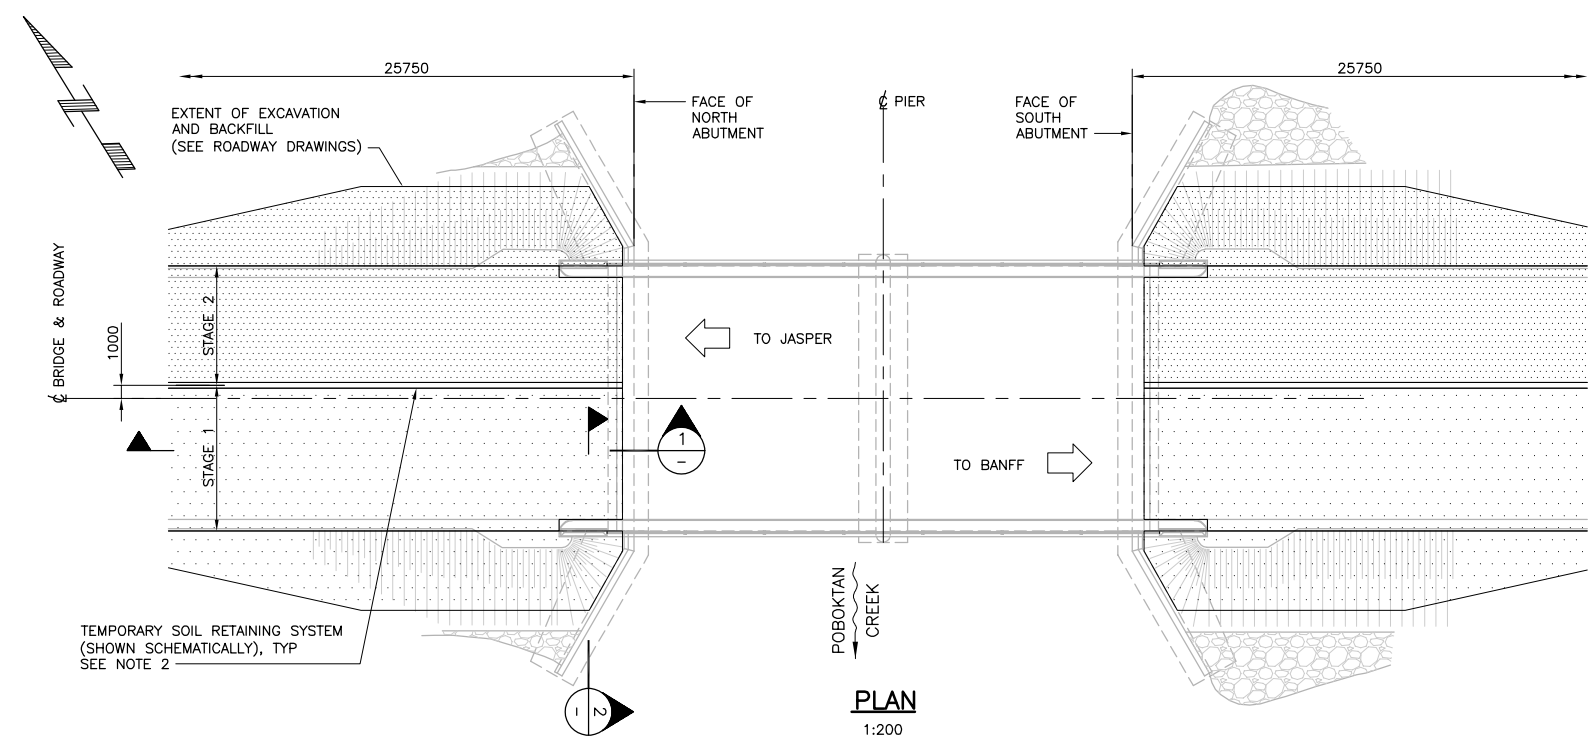 25750
25750
EXTENT OF EXCAVATION
AND BACKFILL
(SEE ROADWAY DRAWINGS)
FACE OF
NORTH
ABUTMENT
℄ PIER
FACE OF
SOUTH
ABUTMENT
℄ BRIDGE & ROADWAY
1000
STAGE 2
STAGE 1
TO JASPER
TO BANFF
1
-
TEMPORARY SOIL RETAINING SYSTEM
(SHOWN SCHEMATICALLY), TYP
SEE NOTE 2
2
-
POBOKTAN
CREEK
PLAN
1:200